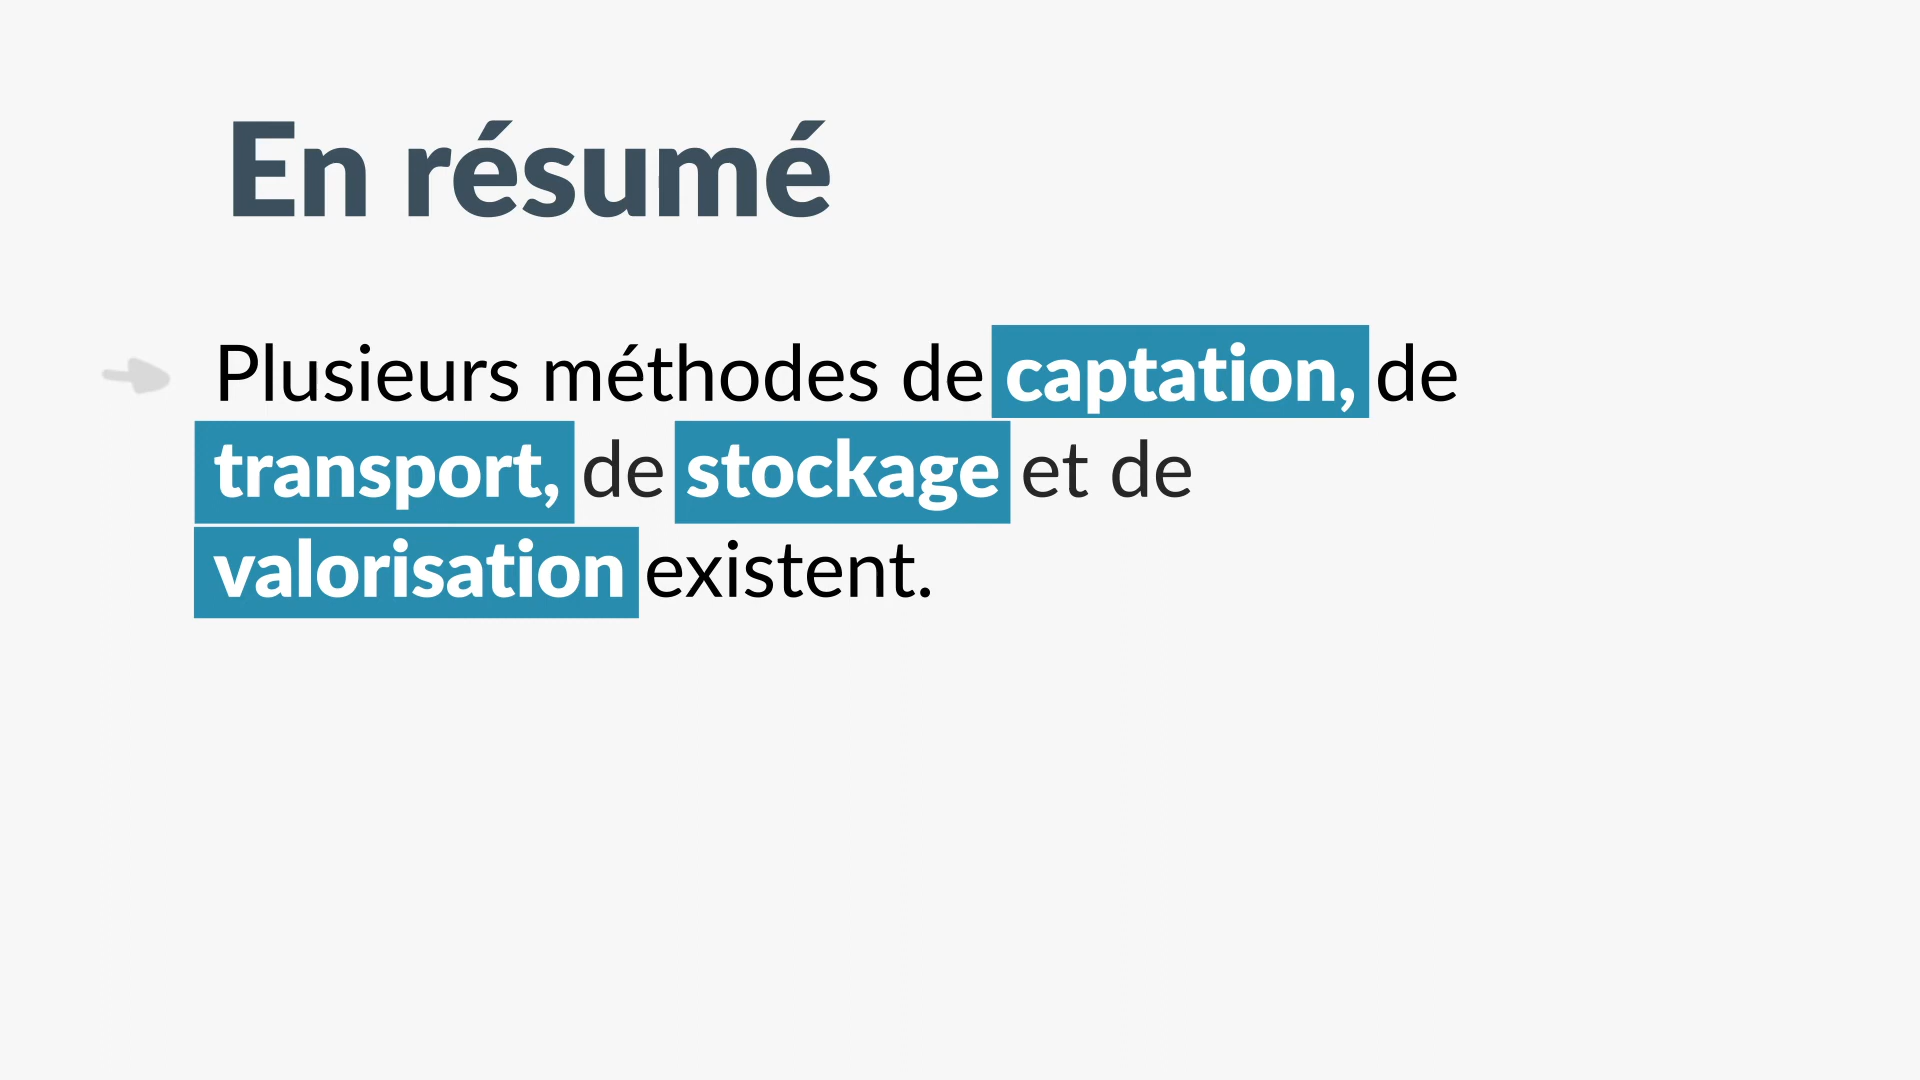 En résumé
Plusieurs méthodes de captation, de
transport, de stockage et de
valorisation existent.